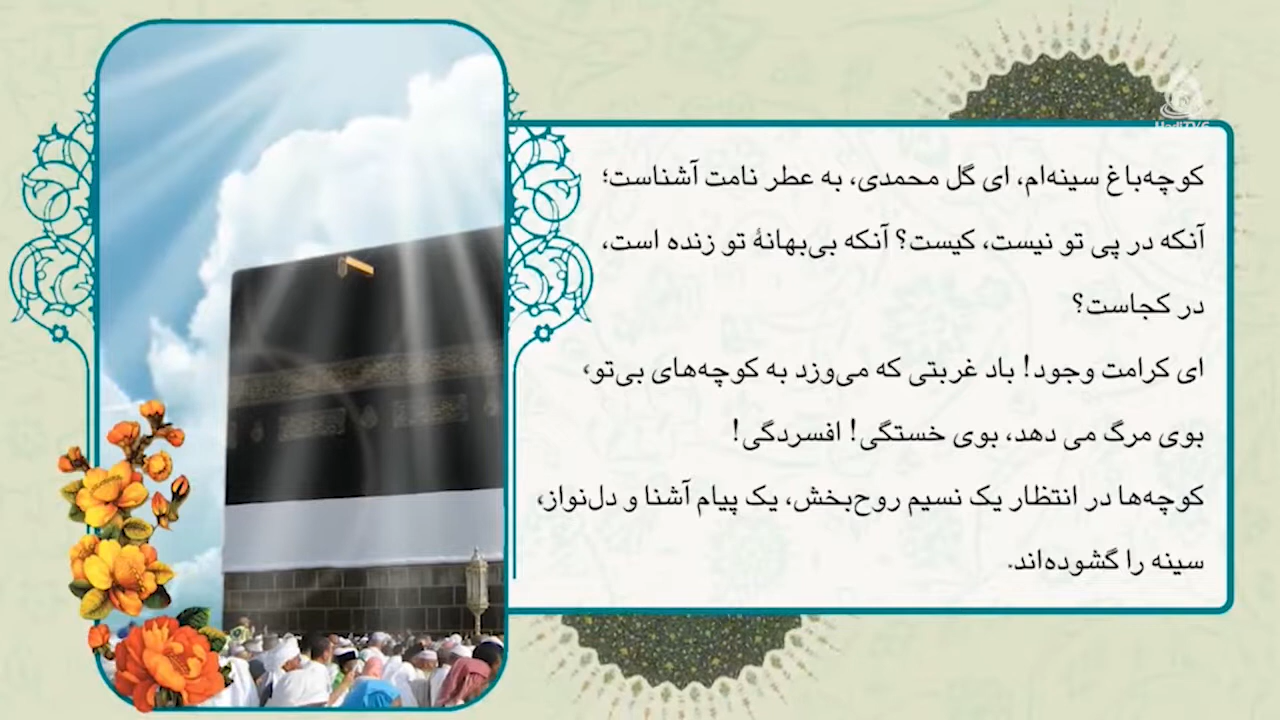 کوچه‌باغ سینه‌ام، ای گل محمدی، به عطر نامت آشناست؛
آنکه در پی تو نیست، کیست؟ آنکه بی‌بهانهٔ تو زنده است،
در کجاست؟
ای کرامت وجود! باد غربتی که می‌وزد به کوچه‌های بی‌تو،
بوی مرگ می دهد، بوی خستگی! افسردگی!
کوچه‌ها در انتظار یک نسیم روح‌بخش، یک پیام آشنا و دل‌نواز،
سینه را گشوده‌اند.